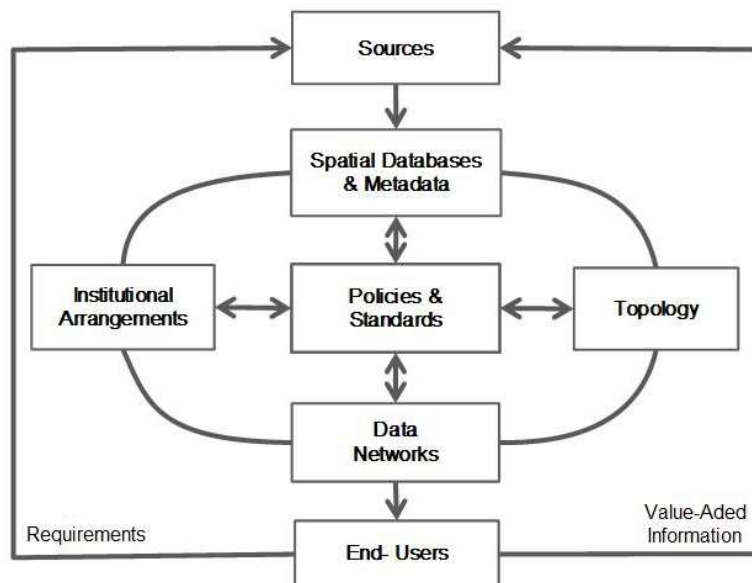 Sources
Spatial Databases
& Metadata
Institutional
Arrangements
Policies &
Standards
Topology
Data
Networks
Requirements
Value-Aded
Information
End- Users